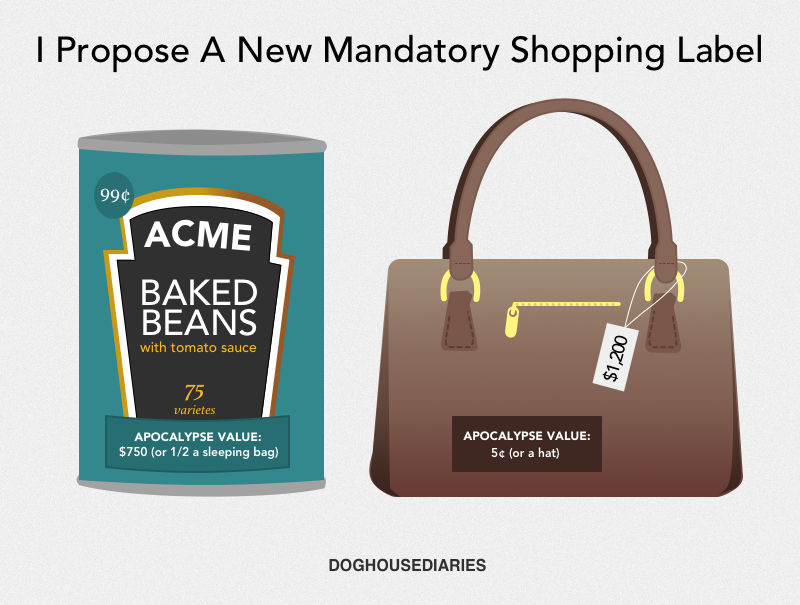 I Propose A New Mandatory Shopping Label
99¢
ACME
BAKED
BEANS
with tomato sauce
75
varietes
APOCALYPSE VALUE:
$750 (or 1/2 a sleeping bag)
$1,200
APOCALYPSE VALUE:
5¢ (or a hat)
DOGHOUSEDIARIES